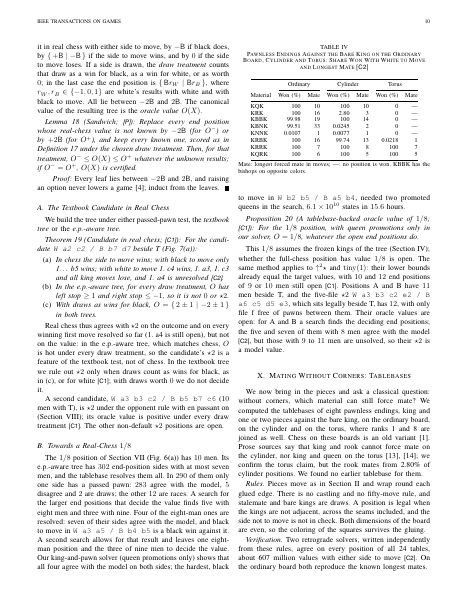 IEEE TRANSACTIONS ON GAMES
10
it in real chess with either side to move, by −B if black does,
by { +B | −B } if the side to move wins, and by 0 if the side
to move loses. If a side is dead, the draw treatment counts
that draw as a win for black, as a win for white, or as worth
0; in the last case the end position is {B r_W | B r_B }, where
r_W, r_B ∈ {−1, 0, 1} are white's results with white and with
black to move. All lie between −2B and 2B. The canonical
value of the resulting tree is the oracle value O(X).
Lemma 18 (Sandwich; [P]): Replace every end position
whose real-chess value is not known by −2B (for O⁻) or
by +2B (for O⁺), and keep every known one, scored as in
Definition 17 under the chosen draw treatment. Then, for that
treatment, O⁻ ≤ O(X) ≤ O⁺ whatever the unknown results;
if O⁻ = O⁺, O(X) is certified.
Proof: Every leaf lies between −2B and 2B, and raising
an option never lowers a game [4]; induct from the leaves. ■
A. The Textbook Candidate in Real Chess
We build the tree under either passed-pawn test, the textbook
tree or the e.p.-aware tree.
Theorem 19 (Candidate in real chess; [C1]): For the candidate
W a2 c2 / B b7 d7 beside T (Fig. 7(a)):
(a) In chess the side to move wins; with black to move only
1... b5 wins; with white to move 1. c4 wins, 1. a3, 1. c3
and all king moves lose, and 1. a4 is unresolved [C2]
(b) In the e.p.-aware tree, for every draw treatment, O has
left stop ≥ 1 and right stop ≤ −1, so it is not 0 or ∗2.
(c) With draws as wins for black, O = {2 ± 1 | −2 ± 1}
in both trees.
Real chess thus agrees with ∗2 on the outcome and on every
winning first move resolved so far (1. a4 is still open), but not
on the value: in the e.p.-aware tree, which matches chess, O
is hot under every draw treatment, so the candidate's ∗2 is a
feature of the textbook test, not of chess. In the textbook tree
we rule out ∗2 only when draws count as wins for black, as
in (c), or for white [C1]; with draws worth 0 we do not decide
it.
A second candidate, W a3 b3 c2 / B b5 b7 c6 (10
men with T), is ∗2 under the opponent rule with en passant on
(Section VIII); its oracle value is positive under every draw
treatment [C1]. The other non-default ∗2 positions are open.
B. Towards a Real-Chess 1/8
The 1/8 position of Section VII (Fig. 6(a)) has 10 men. Its
e.p.-aware tree has 302 end-position sides with at most seven
men, and the tablebase resolves them all. In 290 of them only
one side has a passed pawn: 283 agree with the model, 5
disagree and 2 are draws; the other 12 are races. A search for
the larger end positions that decide the value finds five with
eight men and three with nine. Four of the eight-man ones are
resolved: seven of their sides agree with the model, and black
to move in W a3 a5 / B b4 b5 is a black win against it.
A second search allows for that result and leaves one eight-
man position and the three of nine men to decide the value.
Our king-and-pawn solver (queen promotions only) shows that
all four agree with the model on both sides; the hardest, black
TABLE IV
PAWNLESS ENDINGS AGAINST THE BARE KING ON THE ORDINARY
BOARD, CYLINDER AND TORUS: SHARE WON WITH WHITE TO MOVE
AND LONGEST MATE [C2]
Ordinary Cylinder Torus
Material Won (%) Mate Won (%) Mate Won (%) Mate
KQK 100 10 100 10 0 —
KRK 100 16 2.80 3 0 —
KBBK 99.98 19 100 14 0 —
KBNK 99.51 33 0.0245 2 0 —
KNNK 0.0107 1 0.0077 1 0 —
KRBK 100 16 99.74 13 0.0218 1
KRRK 100 7 100 8 100 7
KQRK 100 6 100 5 100 5
Mate: longest forced mate in moves; — no position is won. KBBK has the
bishops on opposite colors.
to move in W b2 b5 / B a5 b4, needed two promoted
queens in the search, 6.1 × 10¹⁰ states in 15.6 hours.
Proposition 20 (A tablebase-backed oracle value of 1/8;
[C1]): For the 1/8 position, with queen promotions only in
our solver, O = 1/8, whatever the open end positions do.
This 1/8 assumes the frozen kings of the tree (Section IV);
whether the full-chess position has value 1/8 is open. The
same method applies to ↑²∗ and tiny(1): their lower bounds
already equal the target values, with 10 and 12 end positions
of 9 or 10 men still open [C1]. Positions A and B have 11
men beside T, and the five-file ∗2 W a3 b3 c2 e2 / B
a6 c5 d5 e3, which sits legally beside T, has 12, with only
file f free of pawns between them. Their oracle values are
open: for A and B a search finds the deciding end positions;
the five and seven of them with 8 men agree with the model
[C2], but those with 9 to 11 men are unsolved, so their ∗2 is
a model value.
X. MATING WITHOUT CORNERS: TABLEBASES
We now bring in the pieces and ask a classical question:
without corners, which material can still force mate? We
computed the tablebases of eight pawnless endings, king and
one or two pieces against the bare king, on the ordinary board,
on the cylinder and on the torus, where ranks 1 and 8 are
joined as well. Chess on these boards is an old variant [1].
Prose sources say that king and rook cannot force mate on the
cylinder, nor king and queen on the torus [13], [14]; we
confirm the torus claim, but the rook mates from 2.80% of
cylinder positions. We found no earlier tablebase for them.
Rules. Pieces move as in Section II and wrap round each
glued edge. There is no castling and no fifty-move rule, and
stalemate and bare kings are draws. A position is legal when
the kings are not adjacent, across the seams included, and the
side not to move is not in check. Both dimensions of the board
are even, so the coloring of the squares survives the gluing.
Verification. Two retrograde solvers, written independently
from these rules, agree on every position of all 24 tables,
about 607 million values with either side to move [C2]. On
the ordinary board both reproduce the known longest mates.